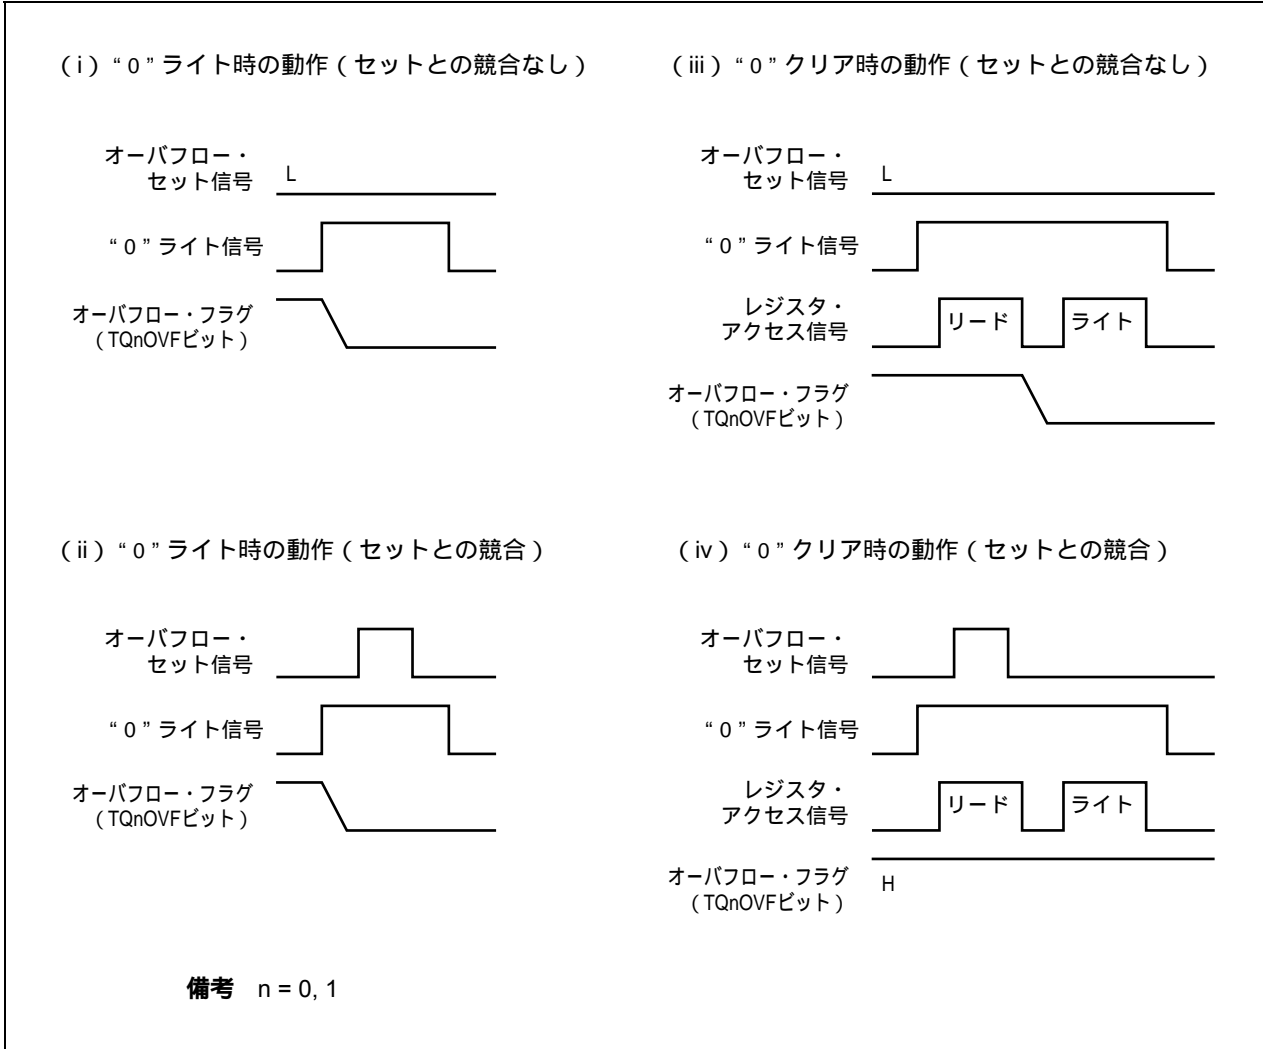 （i）“0”ライト時の動作（セットとの競合なし）
オーバフロー・
セット信号
L
“0”ライト信号
オーバフロー・フラグ
（TQnOVFビット）
（iii）“0”クリア時の動作（セットとの競合なし）
オーバフロー・
セット信号
L
“0”ライト信号
レジスタ・
アクセス信号
リード
ライト
オーバフロー・フラグ
（TQnOVFビット）
（ii）“0”ライト時の動作（セットとの競合）
オーバフロー・
セット信号
“0”ライト信号
オーバフロー・フラグ
（TQnOVFビット）
（iv）“0”クリア時の動作（セットとの競合）
オーバフロー・
セット信号
“0”ライト信号
レジスタ・
アクセス信号
リード
ライト
オーバフロー・フラグ
（TQnOVFビット）
H
備考 n = 0, 1